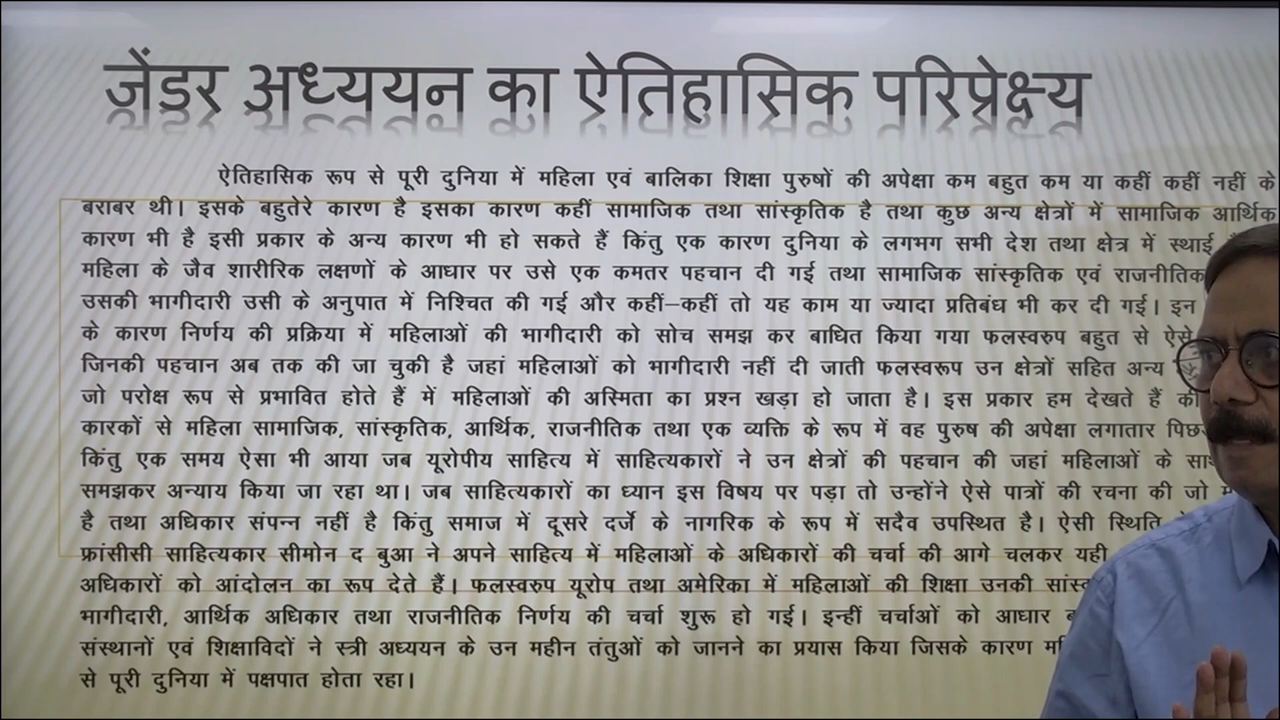 जेंडर अध्ययन का ऐतिहासिक परिप्रेक्ष्य
ऐतिहासिक रूप से पूरी दुनिया में महिला एवं बालिका शिक्षा पुरुषों की अपेक्षा कम बहुत कम या कहीं कहीं नहीं के
बराबर थी। इसके बहुतेरे कारण है इसका कारण कहीं सामाजिक तथा सांस्कृतिक है तथा कुछ अन्य क्षेत्रों में सामाजिक आर्थिक
कारण भी है इसी प्रकार के अन्य कारण भी हो सकते हैं किंतु एक कारण दुनिया के लगभग सभी देश तथा क्षेत्र में स्थाई
महिला के जैव शारीरिक लक्षणों के आधार पर उसे एक कमतर पहचान दी गई तथा सामाजिक सांस्कृतिक एवं राजनीतिक
उसकी भागीदारी उसी के अनुपात में निश्चित की गई और कहीं–कहीं तो यह काम या ज्यादा प्रतिबंध भी कर दी गई। इन
के कारण निर्णय की प्रक्रिया में महिलाओं की भागीदारी को सोच समझ कर बाधित किया गया फलस्वरुप बहुत से ऐसे
जिनकी पहचान अब तक की जा चुकी है जहां महिलाओं को भागीदारी नहीं दी जाती फलस्वरूप उन क्षेत्रों सहित अन्य
जो परोक्ष रूप से प्रभावित होते हैं में महिलाओं की अस्मिता का प्रश्न खड़ा हो जाता है। इस प्रकार हम देखते हैं की
कारकों से महिला सामाजिक, सांस्कृतिक, आर्थिक, राजनीतिक तथा एक व्यक्ति के रूप में वह पुरुष की अपेक्षा लगातार
किंतु एक समय ऐसा भी आया जब यूरोपीय साहित्य में साहित्यकारों ने उन क्षेत्रों की पहचान की जहां महिलाओं के
समझकर अन्याय किया जा रहा था। जब साहित्यकारों का ध्यान इस विषय पर पड़ा तो उन्होंने ऐसे पात्रों की रचना की जो
है तथा अधिकार संपन्न नहीं है किंतु समाज में दूसरे दर्जे के नागरिक के रूप में सदैव उपस्थित है। ऐसी स्थिति
फ्रांसीसी साहित्यकार सीमोन द बुआ ने अपने साहित्य में महिलाओं के अधिकारों की चर्चा की आगे चलकर यही
अधिकारों को आंदोलन का रूप देते हैं। फलस्वरुप यूरोप तथा अमेरिका में महिलाओं की शिक्षा उनकी
भागीदारी, आर्थिक अधिकार तथा राजनीतिक निर्णय की चर्चा शुरू हो गई। इन्हीं चर्चाओं को आधार
संस्थानों एवं शिक्षाविदों ने स्त्री अध्ययन के उन महीन तंतुओं को जानने का प्रयास किया जिसके कारण
से पूरी दुनिया में पक्षपात होता रहा।